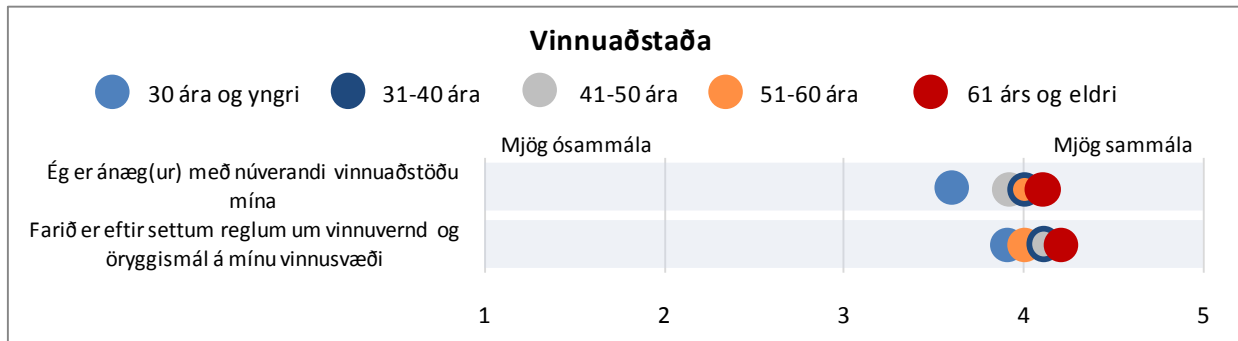 Vinnuaðstaða
30 ára og yngri
31-40 ára
41-50 ára
51-60 ára
61 árs og eldri
Mjög ósammála
Mjög sammála
Ég er ánæg(ur) með núverandi vinnuaðstöðu
mína
Farið er eftir settum reglum um vinnuvernd og
öryggismál á mínu vinnusvæði
1
2
3
4
5